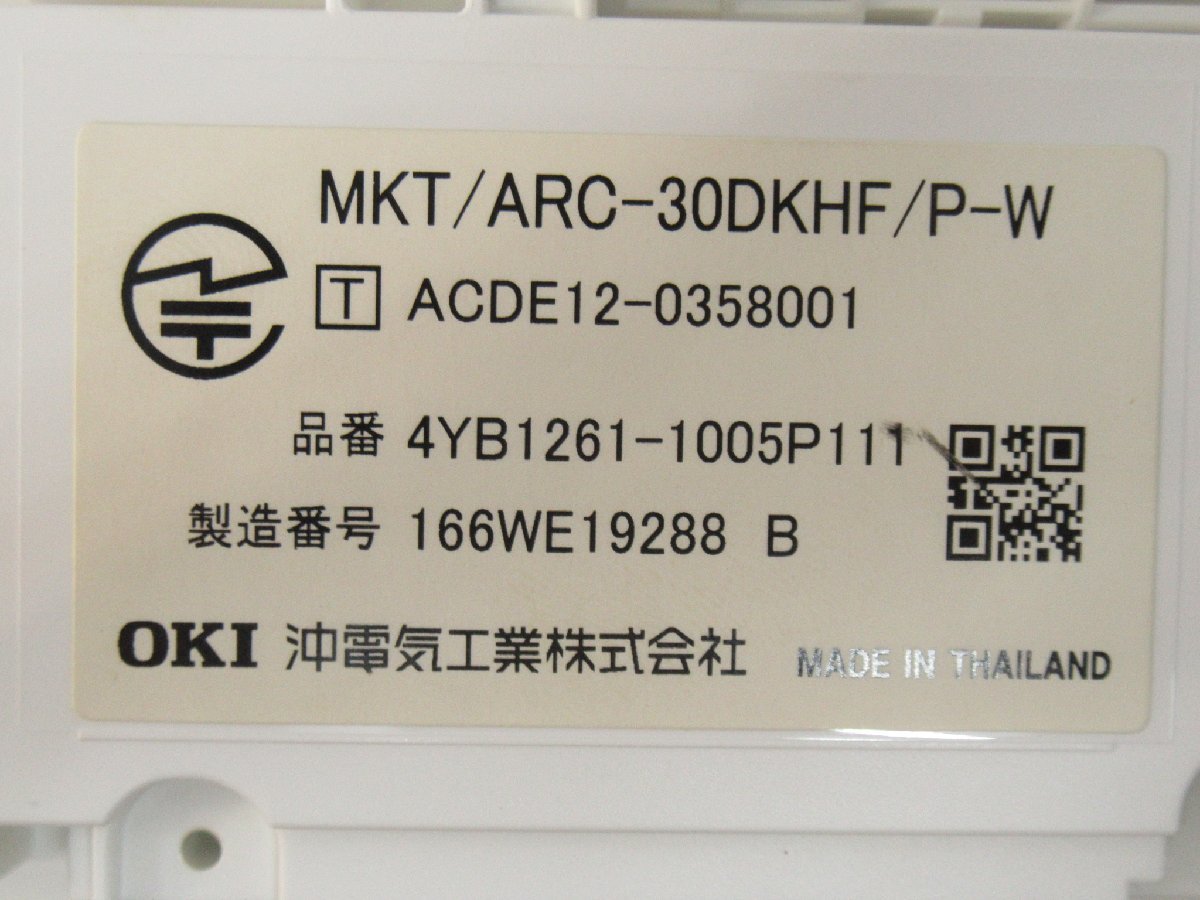 MKT/ARC-30DKHF/P-W
T ACDE12-0358001
品番 4YB1261-1005P111
製造番号 166WE19288 B
OKI 沖電気工業株式会社 MADE IN THAILAND